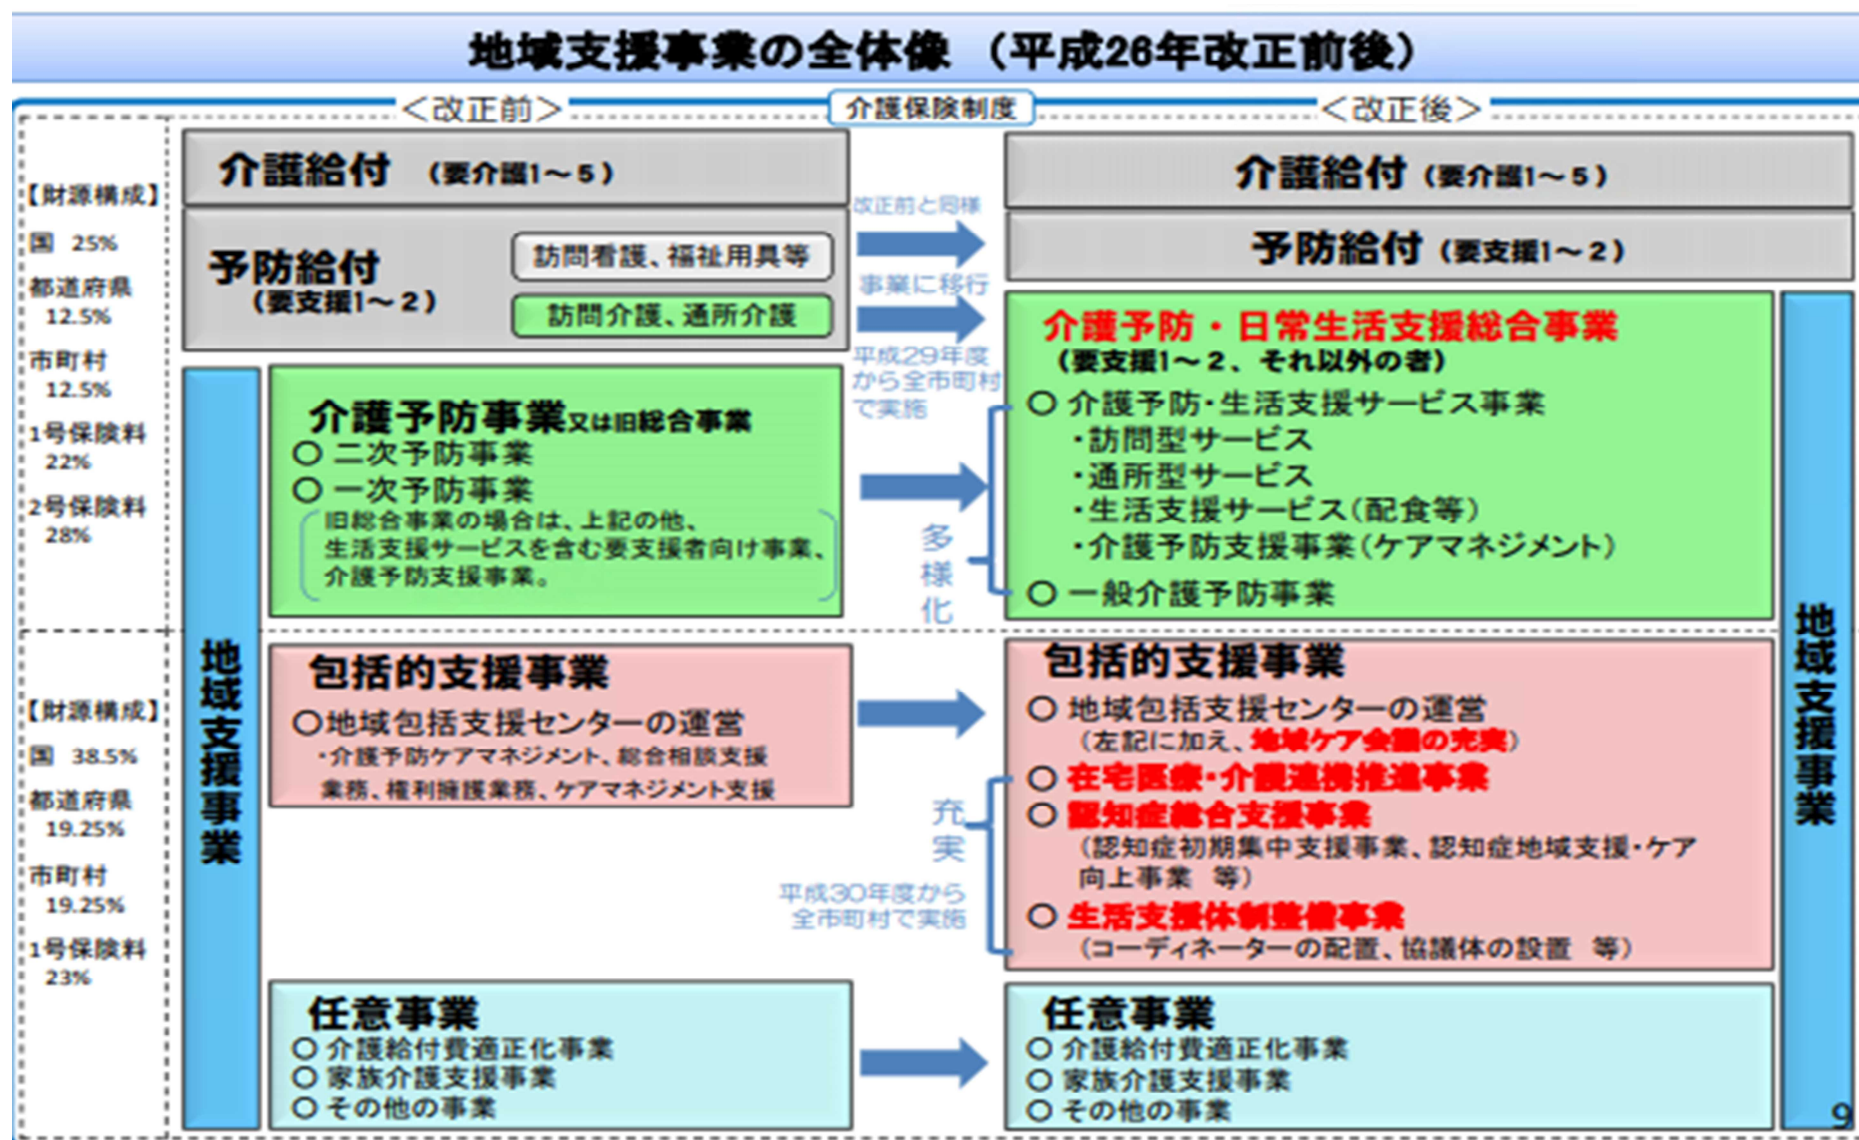 地域支援事業の全体像 （平成26年改正前後）
＜改正前＞
介護保険制度
＜改正後＞
【財源構成】
国 25%
都道府県
12.5%
市町村
12.5%
1号保険料
22%
2号保険料
28%
【財源構成】
国 38.5%
都道府県
19.25%
市町村
19.25%
1号保険料
23%
介護給付 （要介護1～5）
予防給付
（要支援1～2）
訪問看護、福祉用具等
訪問介護、通所介護
地域支援事業
介護予防事業又は旧総合事業
○ 二次予防事業
○ 一次予防事業
旧総合事業の場合は、上記の他、
生活支援サービスを含む要支援者向け事業、
介護予防支援事業。
包括的支援事業
○地域包括支援センターの運営
・介護予防ケアマネジメント、総合相談支援
業務、権利擁護業務、ケアマネジメント支援
任意事業
○ 介護給付費適正化事業
○ 家族介護支援事業
○ その他の事業
改正前と同様
事業に移行
平成29年度
から全市町村
で実施
多様化
充実
平成30年度から
全市町村で実施
介護給付 （要介護1～5）
予防給付 （要支援1～2）
介護予防・日常生活支援総合事業
（要支援1～2、それ以外の者）
○ 介護予防・生活支援サービス事業
・訪問型サービス
・通所型サービス
・生活支援サービス（配食等）
・介護予防支援事業（ケアマネジメント）
○ 一般介護予防事業
包括的支援事業
○ 地域包括支援センターの運営
（左記に加え、地域ケア会議の充実）
○ 在宅医療・介護連携推進事業
○ 認知症総合支援事業
（認知症初期集中支援事業、認知症地域支援・ケア
向上事業 等）
○ 生活支援体制整備事業
（コーディネーターの配置、協議体の設置 等）
任意事業
○ 介護給付費適正化事業
○ 家族介護支援事業
○ その他の事業
地域支援事業
9